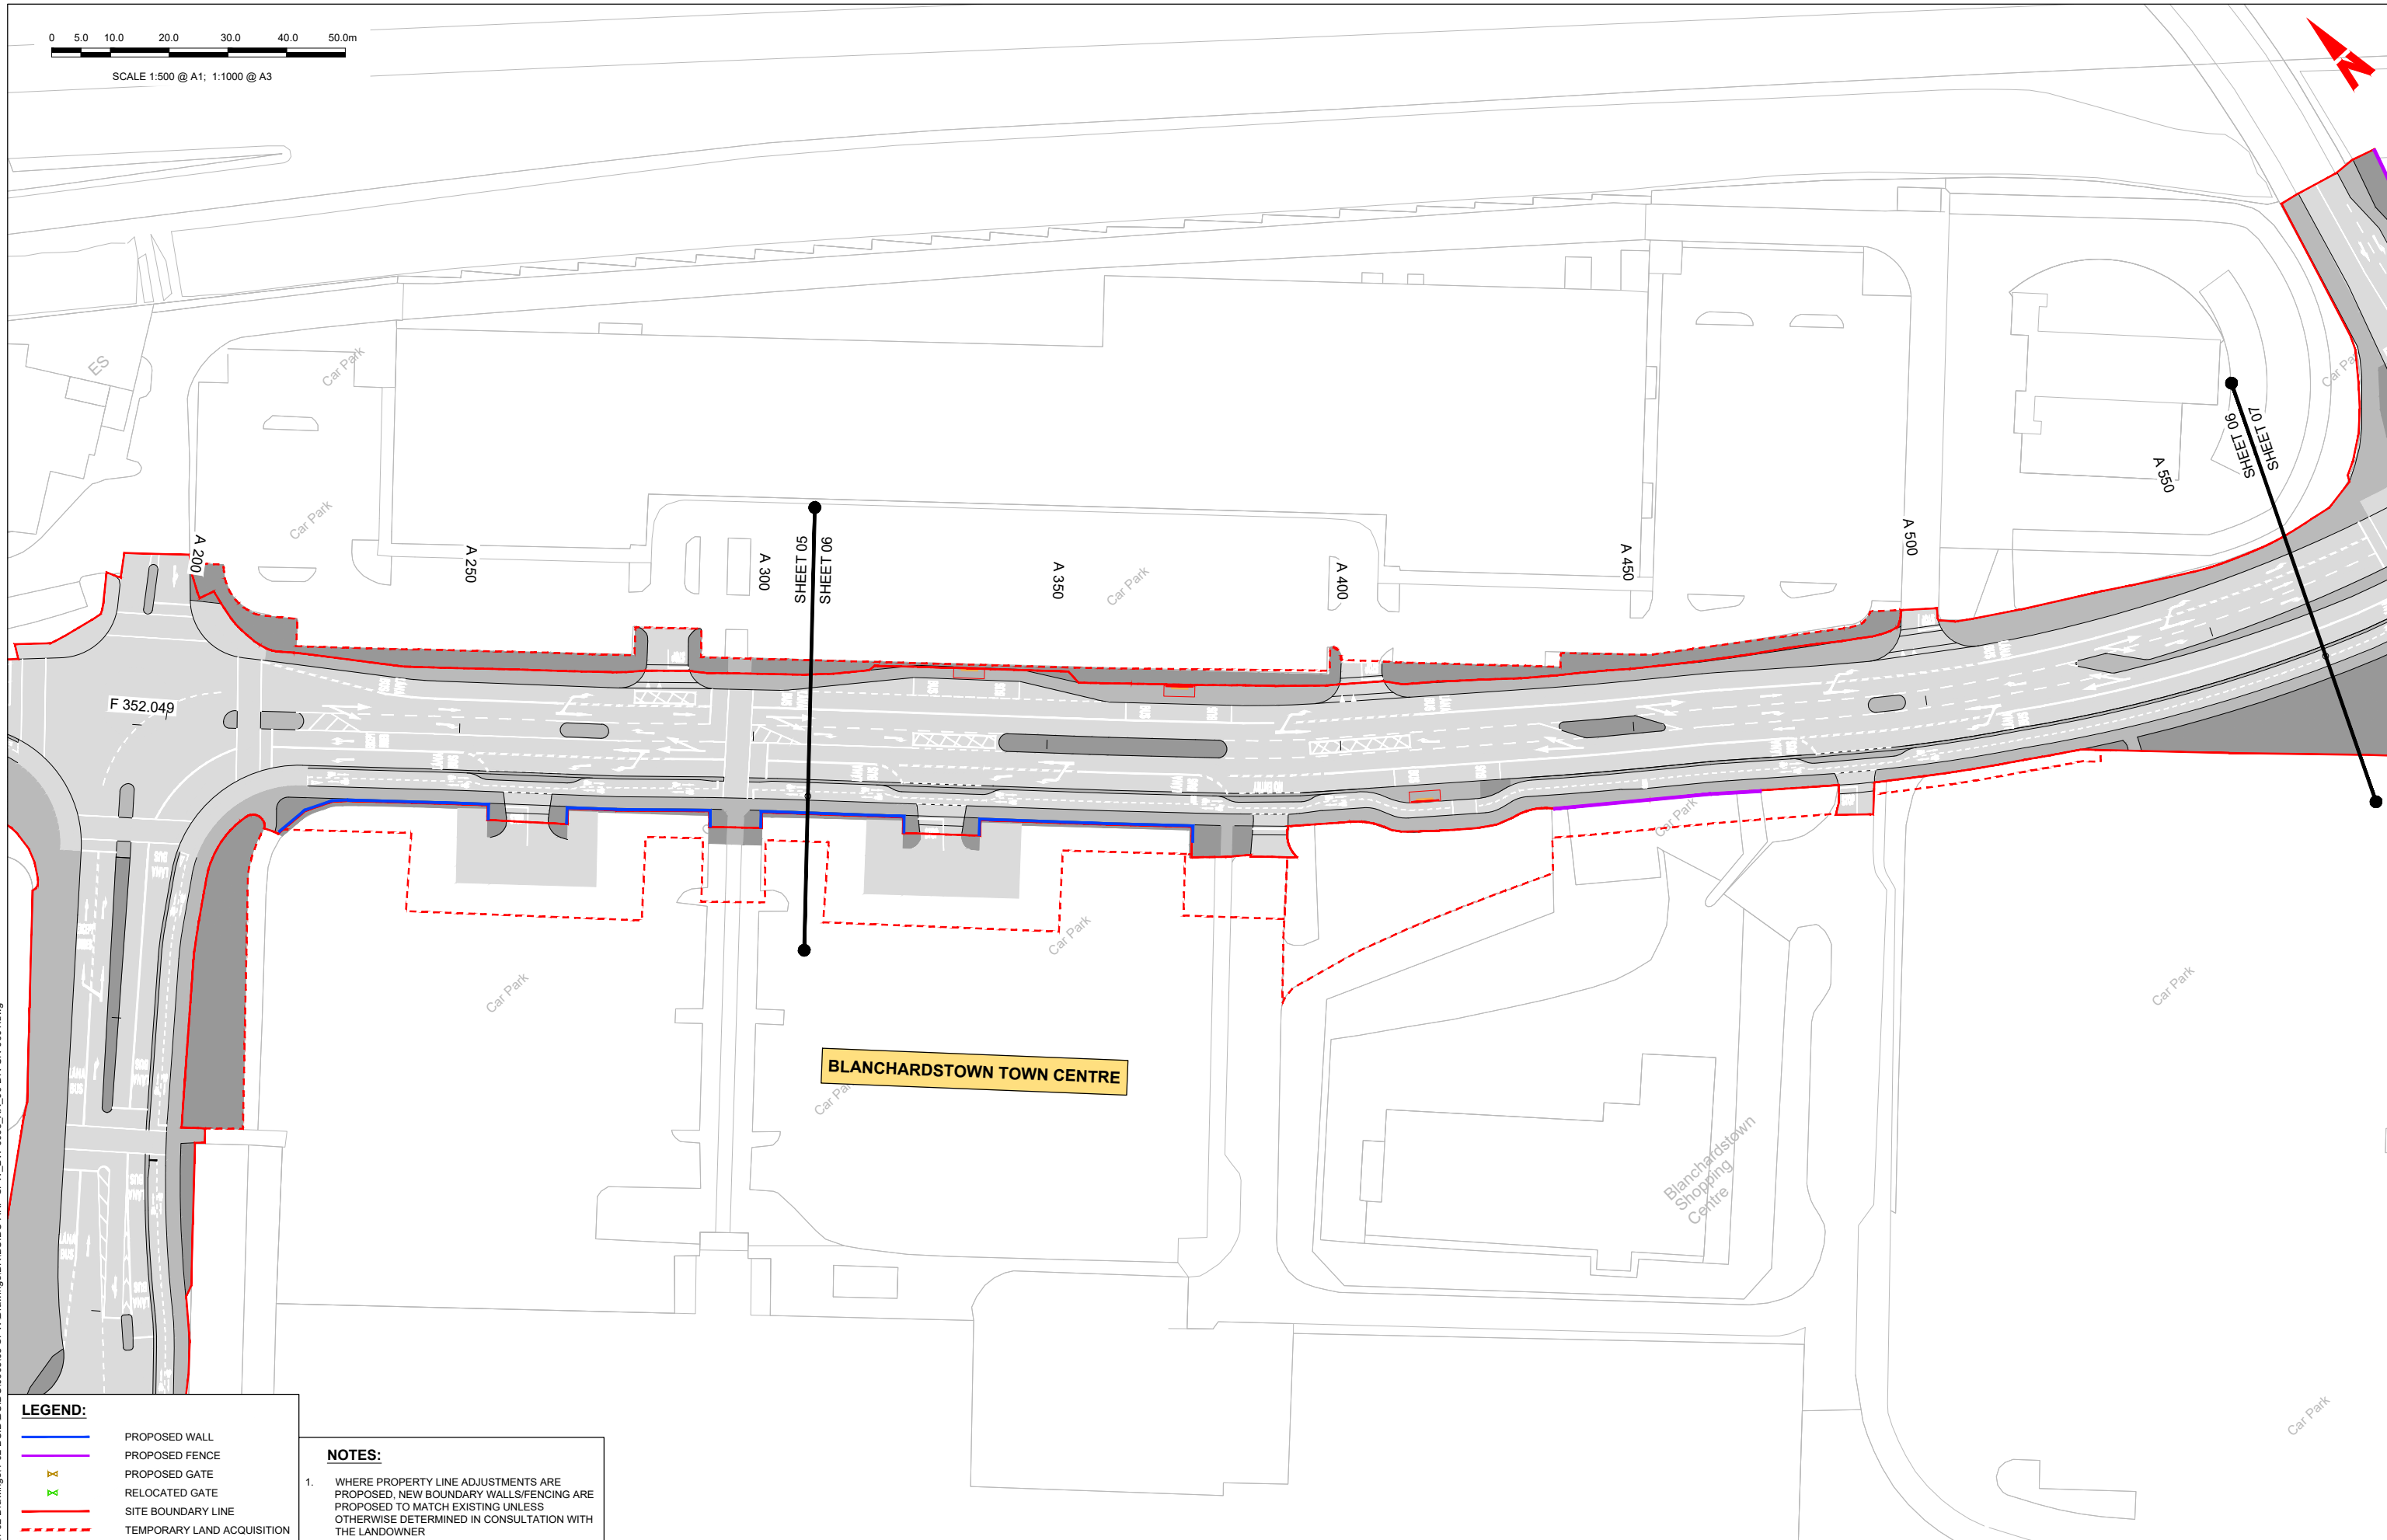 0 5.0 10.0 20.0 30.0 40.0 50.0m
SCALE 1:500 @ A1; 1:1000 @ A3
N
ES
Car Park
Car Park
Car Park
A 200
A 250
A 300
SHEET 05
SHEET 06
A 350
Car Park
A 400
A 450
A 500
A 550
SHEET 06
SHEET 07
F 352.049
BUS
LÁNA
BUS
LÁNA
Car Park
Car Park
Car Park
Car Park
Car Park
BLANCHARDSTOWN TOWN CENTRE
Blanchardstown
Shopping
Centre
Car Park
LEGEND:
PROPOSED WALL
PROPOSED FENCE
PROPOSED GATE
RELOCATED GATE
SITE BOUNDARY LINE
TEMPORARY LAND ACQUISITION
NOTES:
1. WHERE PROPERTY LINE ADJUSTMENTS ARE
PROPOSED, NEW BOUNDARY WALLS/FENCING ARE
PROPOSED TO MATCH EXISTING UNLESS
OTHERWISE DETERMINED IN CONSULTATION WITH
THE LANDOWNER